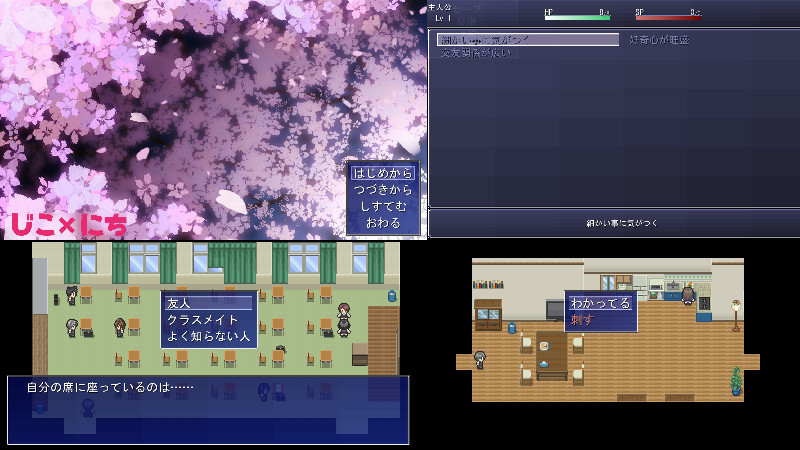 はじめから
つづきから
しすてむ
おわる
じこ×にち
主人公
Lv 1
HP
SP
細かい事に気がつく
好奇心が旺盛
交友関係が広い
細かい事に気がつく
友人
クラスメイト
よく知らない人
自分の席に座っているのは……
わかってる
刺す